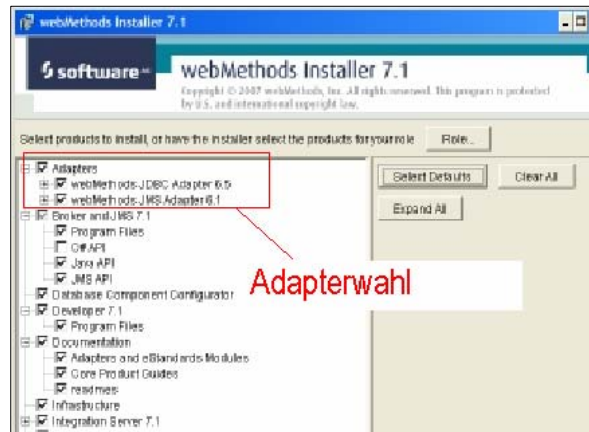 webMethods Installer 7.1
software
webMethods Installer 7.1
Copyright © 2007 webMethods, Inc. All rights reserved. This program is protected
by U.S. and international copyright law.
Select products to install, or have the installer select the products for your role
Role...
Adapters
webMethods JDBC Adapter 6.5
webMethods JMS Adapter 6.1
Broker and JMS 7.1
Program Files
C# API
Java API
JMS API
Database Component Configurator
Developer 7.1
Program Files
Documentation
Adapters and eStandards Modules
Core Product Guides
readmes
Infrastructure
Integration Server 7.1
Select Defaults
Clear All
Expand All
Adapterwahl